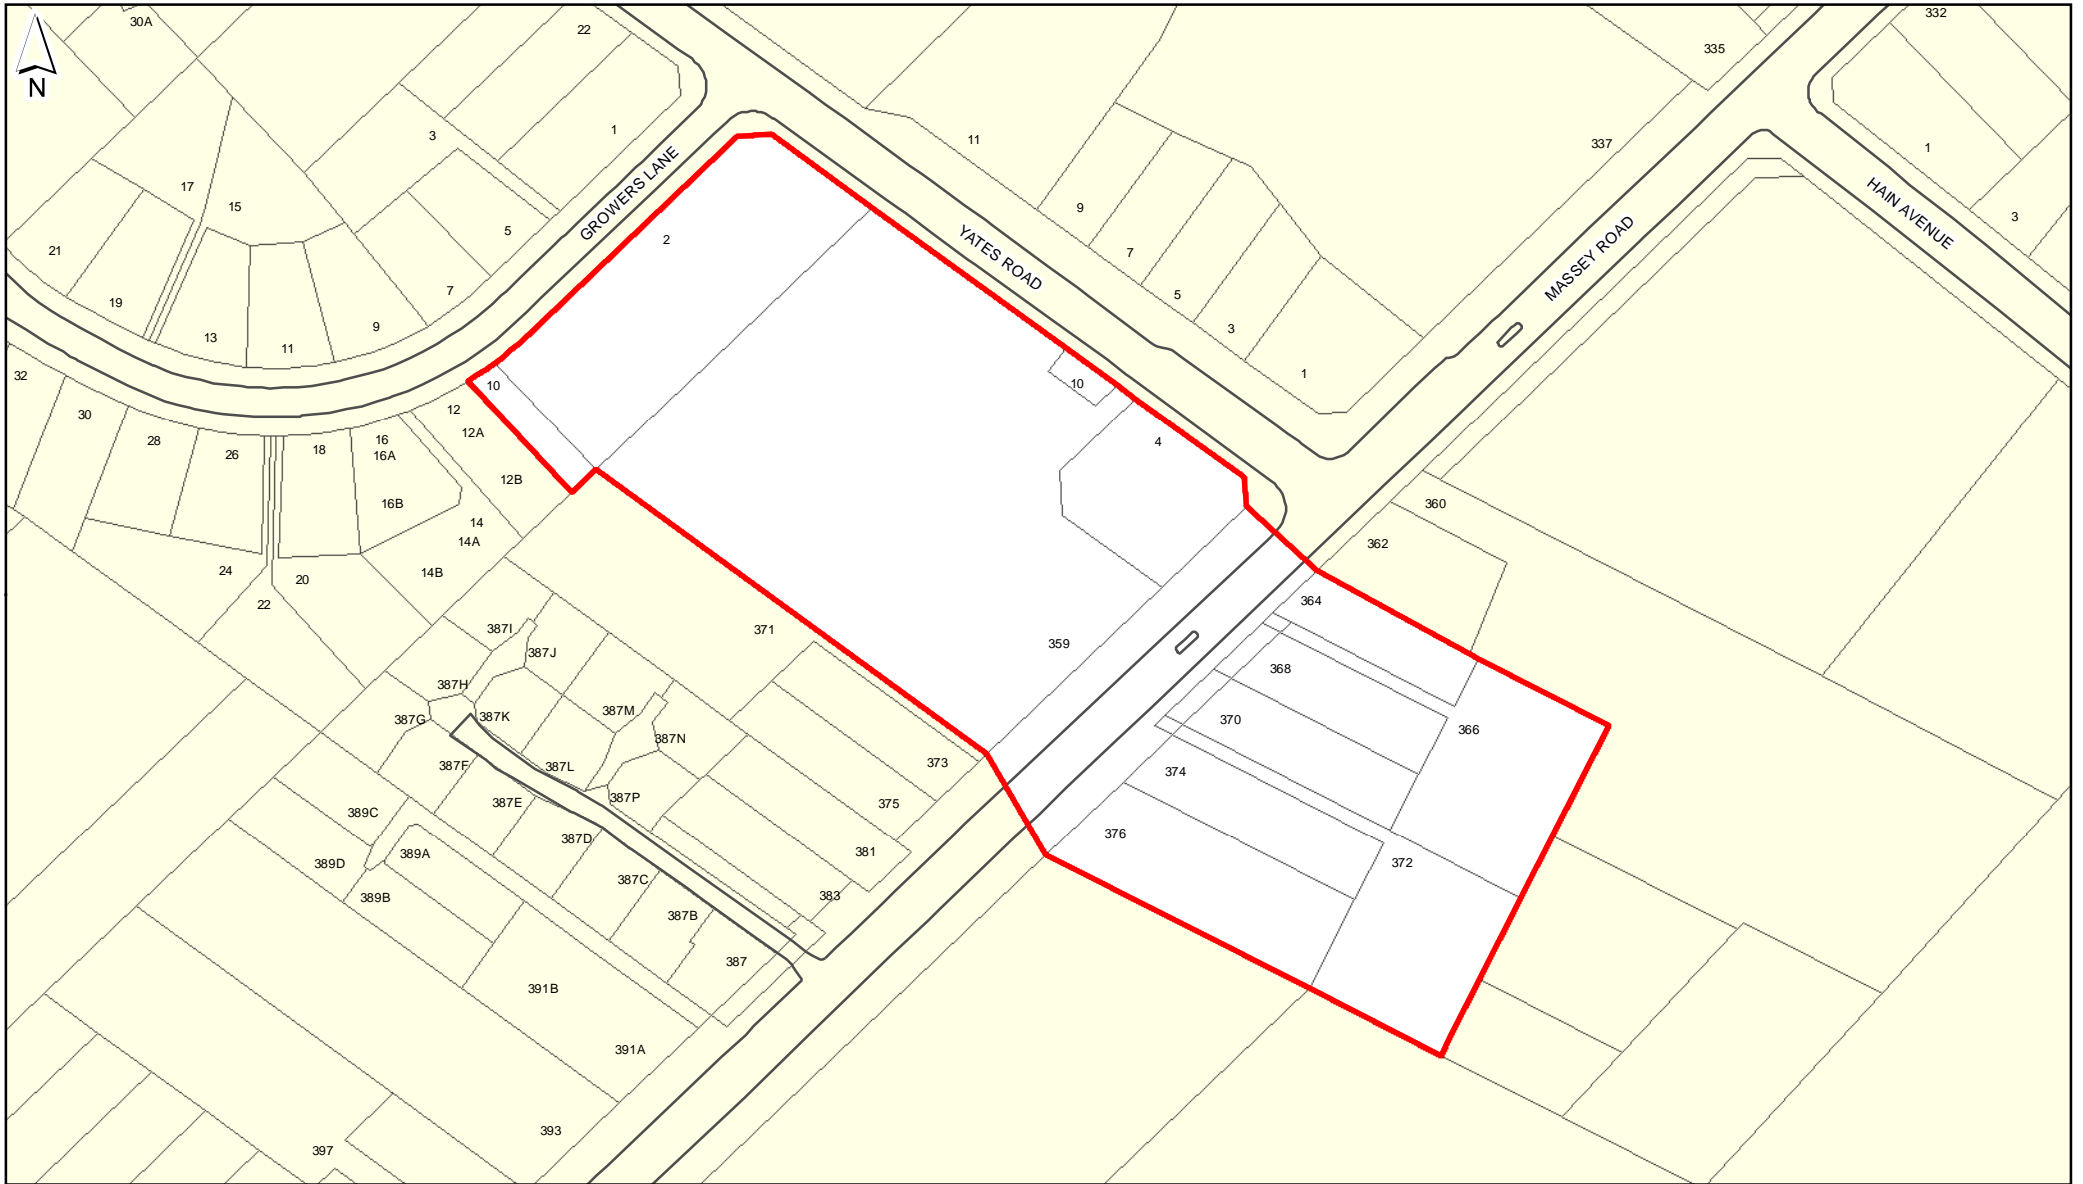 30A
22
332
335
N
3
1
11
337
1
17
15
GROWERS LANE
HAIN AVENUE
9
3
5
2
YATES ROAD
MASSEY ROAD
21
7
19
7
5
13
9
3
11
32
10
10
1
30
12
28
12A
16
16A
18
26
4
12B
16B
360
14
14A
362
24
20
14B
22
364
387I
371
387J
359
368
387H
387G
387K
387M
370
366
387N
387F
387L
373
374
387E
387P
375
389C
387D
376
389A
381
389D
372
387C
389B
383
387B
387
391B
391A
393
397